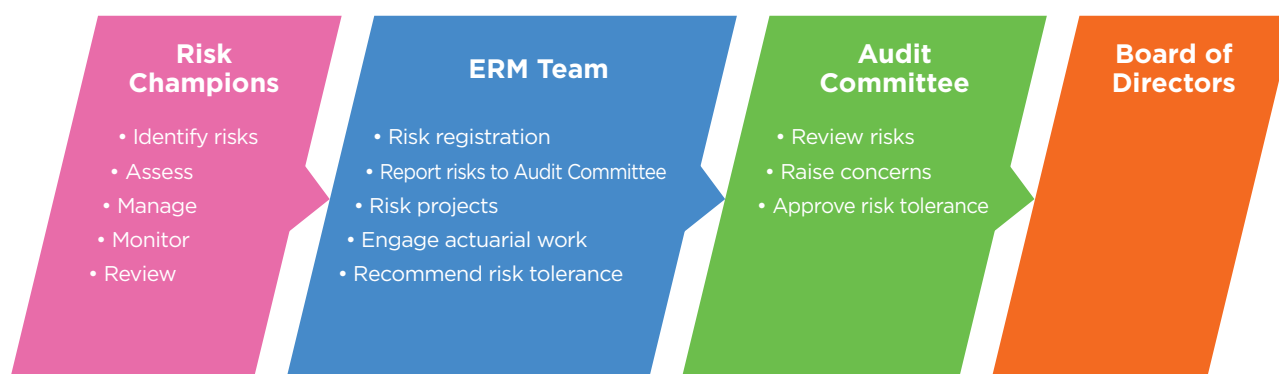 Risk
Champions
• Identify risks
• Assess
• Manage
• Monitor
• Review
ERM Team
• Risk registration
• Report risks to Audit Committee
• Risk projects
• Engage actuarial work
• Recommend risk tolerance
Audit
Committee
• Review risks
• Raise concerns
• Approve risk tolerance
Board of
Directors